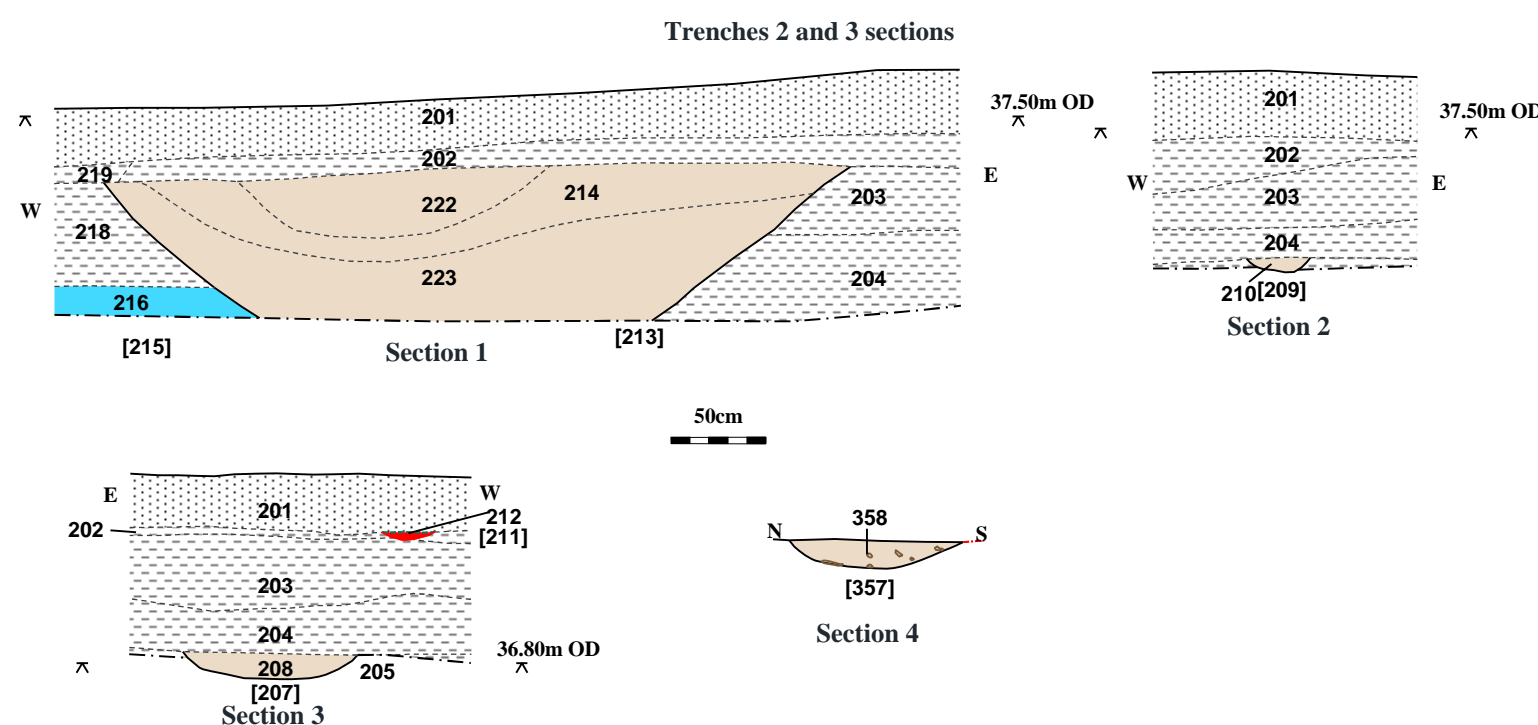 Trenches 2 and 3 sections
201
202
219
214
222
203
218
223
204
216
W
E
37.50m OD
[215]
[213]
Section 1
201
202
203
204
W
E
37.50m OD
210
[209]
Section 2
50cm
E
W
201
202
212
[211]
203
204
36.80m OD
208
205
[207]
Section 3
N
358
S
[357]
Section 4